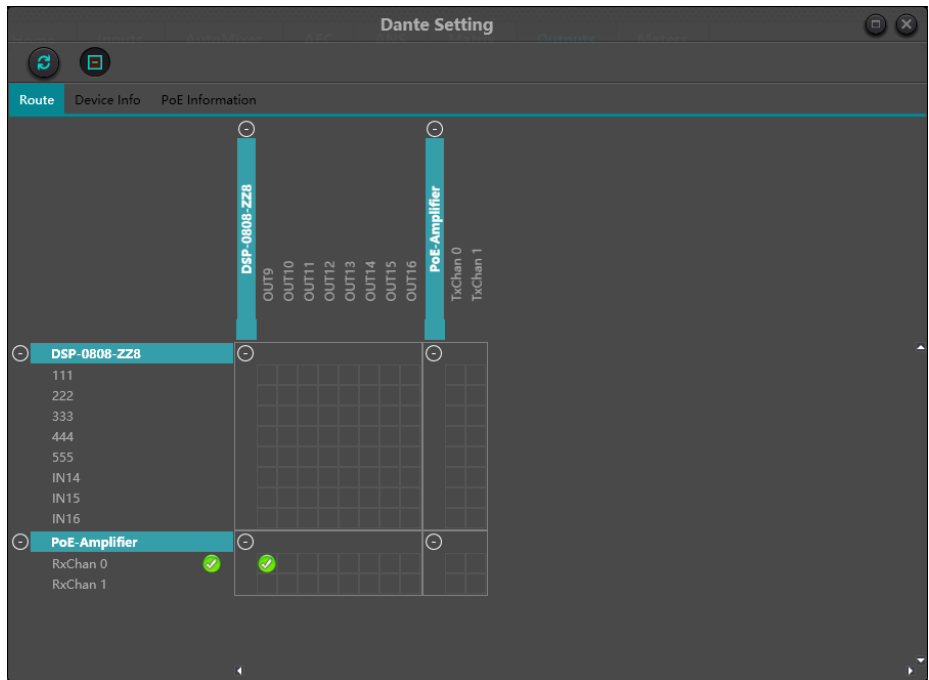 Dante Setting
Route Device Info PoE Information
DSP-0808-ZZ8
OUT9
OUT10
OUT11
OUT12
OUT13
OUT14
OUT15
OUT16
PoE-Amplifier
TxChan 0
TxChan 1
DSP-0808-ZZ8
111
222
333
444
555
IN14
IN15
IN16
PoE-Amplifier
RxChan 0
RxChan 1